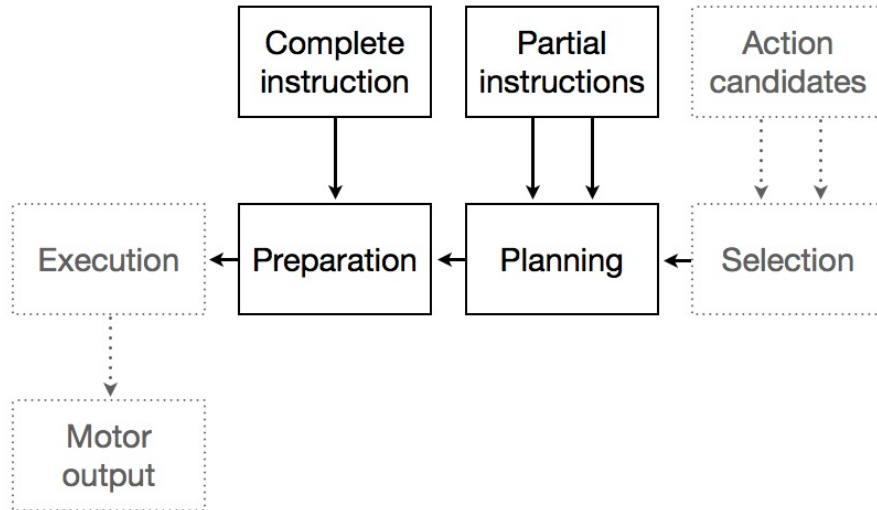 Complete
instruction
Partial
instructions
Action
candidates
Execution
Preparation
Planning
Selection
Motor
output